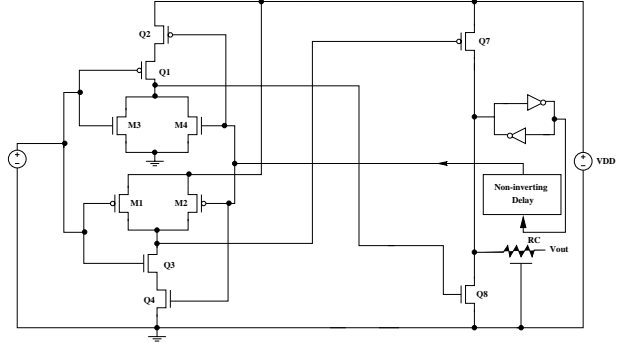 Q2
Q7
Q1
M3
M4
+
−
+
−
VDD
Non-inverting
Delay
M1
M2
RC
Vout
Q3
Q4
Q8